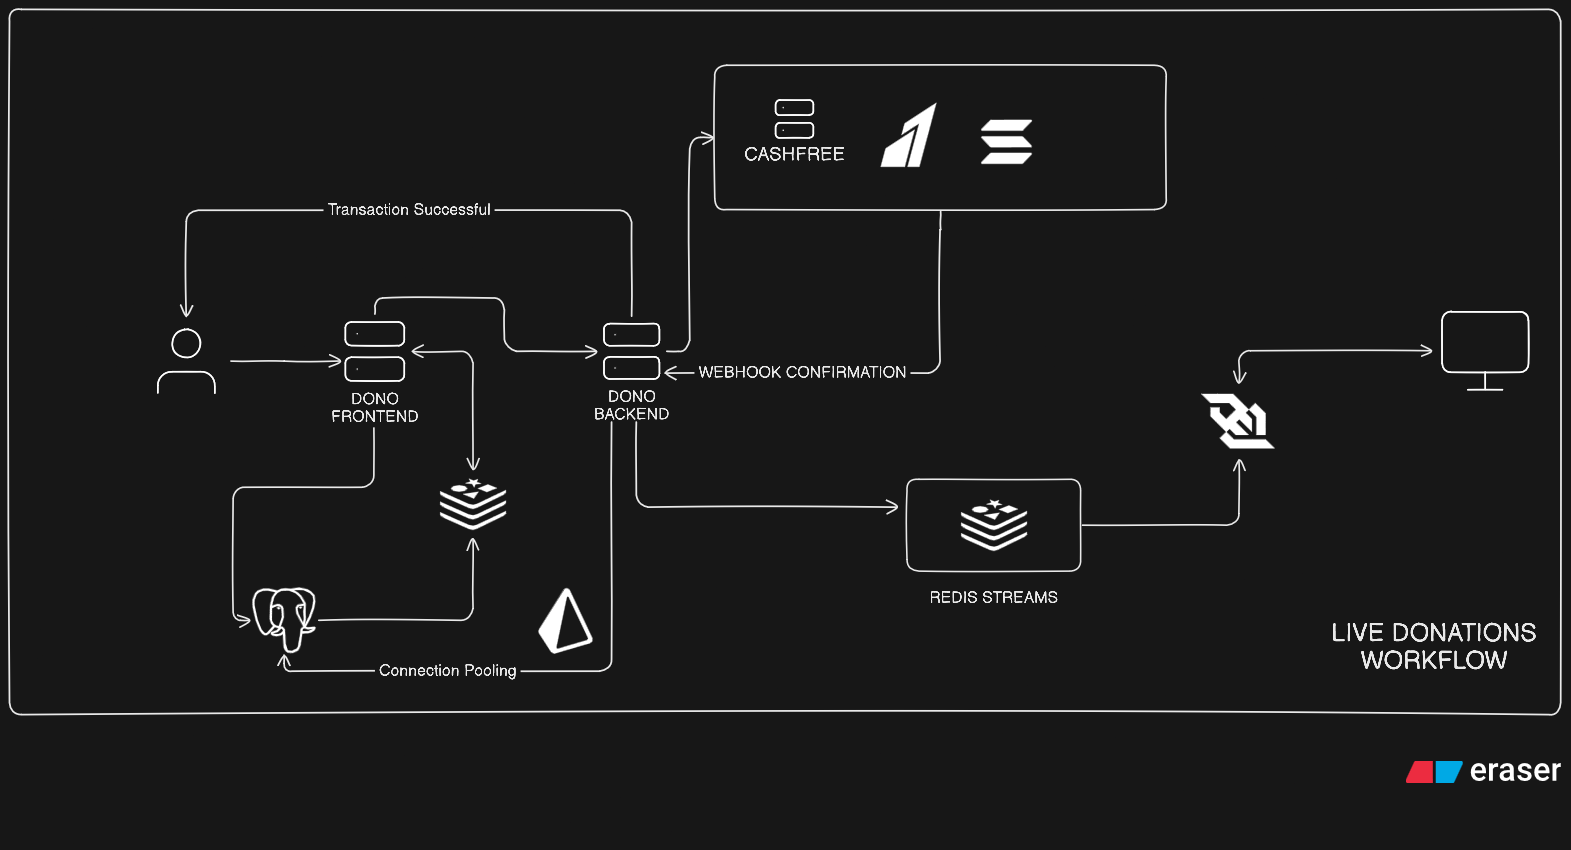 CASHFREE
Transaction Successful
DONO
FRONTEND
DONO
BACKEND
WEBHOOK CONFIRMATION
REDIS STREAMS
Connection Pooling
LIVE DONATIONS
WORKFLOW
eraser